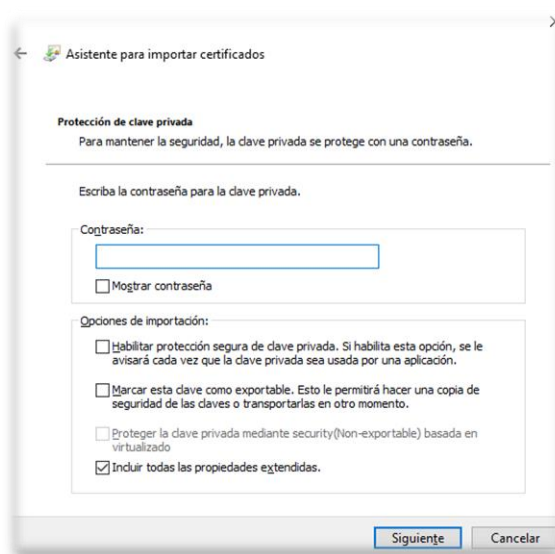 Asistente para importar certificados
Protección de clave privada
Para mantener la seguridad, la clave privada se protege con una contraseña.
Escriba la contraseña para la clave privada.
Contraseña:
Mostrar contraseña
Opciones de importación:
Habilitar protección segura de clave privada. Si habilita esta opción, se le
avisará cada vez que la clave privada sea usada por una aplicación.
Marcar esta clave como exportable. Esto le permitirá hacer una copia de
seguridad de las claves o transportarlas en otro momento.
Proteger la clave privada mediante security(Non-exportable) basada en
virtualizado
Incluir todas las propiedades extendidas.
Siguiente Cancelar